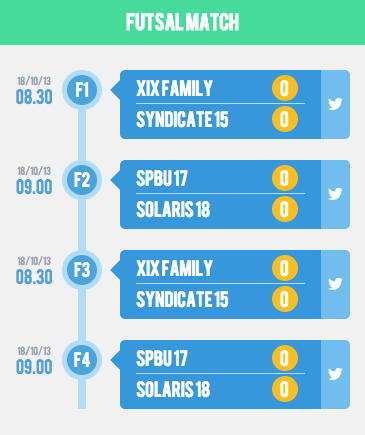 FUTSAL MATCH
18/10/13
08.30
F1
XIX FAMILY 0
SYNDICATE 15 0
18/10/13
09.00
F2
SPBU 17 0
SOLARIS 18 0
18/10/13
08.30
F3
XIX FAMILY 0
SYNDICATE 15 0
18/10/13
09.00
F4
SPBU 17 0
SOLARIS 18 0